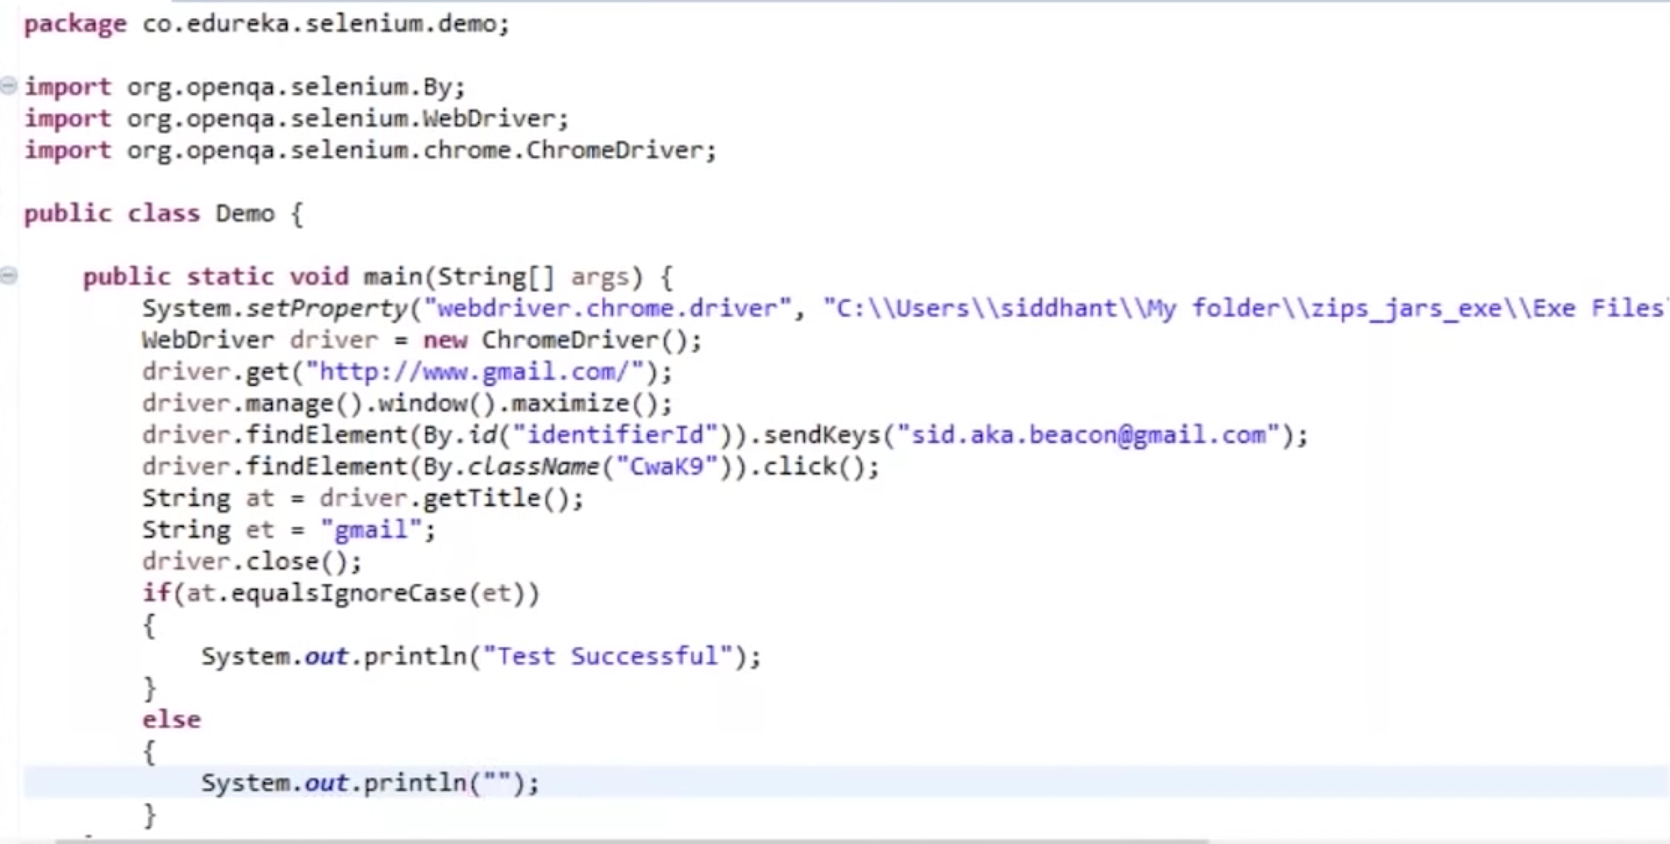 package co.edureka.selenium.demo;
import org.openqa.selenium.By;
import org.openqa.selenium.WebDriver;
import org.openqa.selenium.chrome.ChromeDriver;
public class Demo {
public static void main(String[] args) {
System.setProperty("webdriver.chrome.driver", "C:\\Users\\siddhant\\My folder\\zips_jars_exe\\Exe Files
WebDriver driver = new ChromeDriver();
driver.get("http://www.gmail.com/");
driver.manage().window().maximize();
driver.findElement(By.id("identifierId")).sendKeys("sid.aka.beacon@gmail.com");
driver.findElement(By.className("CwaK9")).click();
String at = driver.getTitle();
String et = "gmail";
driver.close();
if(at.equalsIgnoreCase(et))
{
System.out.println("Test Successful");
}
else
{
System.out.println("");
}